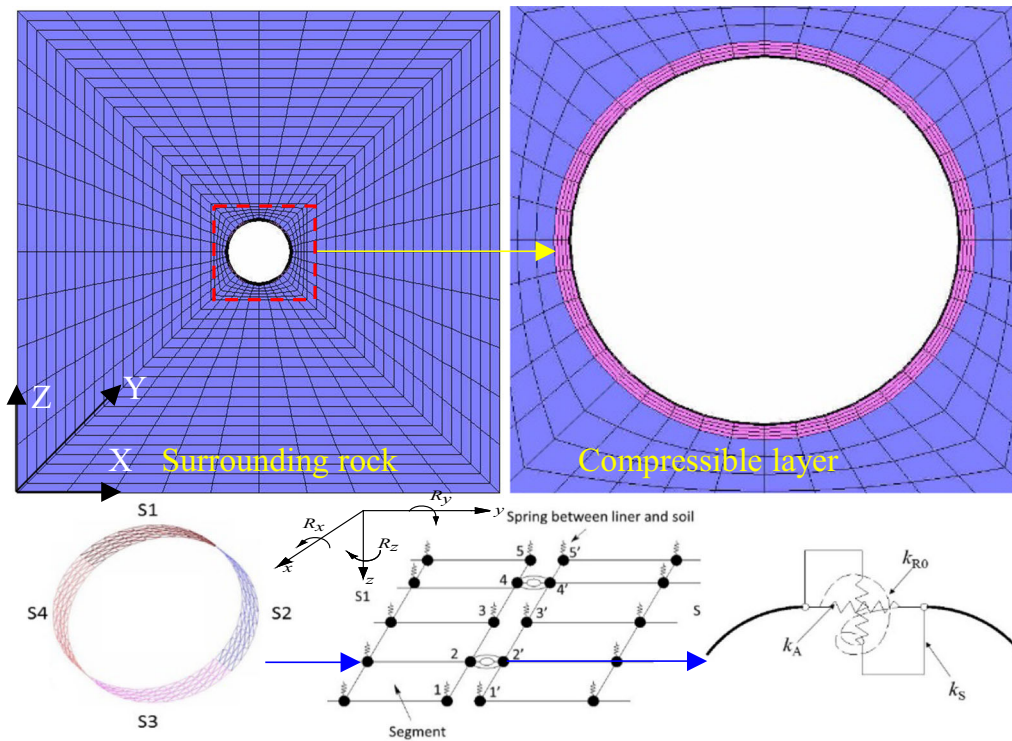 Z
Y
X
Surrounding rock
Compressible layer
S1
S4
S2
S3
Rx
Ry
Rz
x
y
z
Spring between liner and soil
S1
5
5′
4
4′
3
3′
S
2
2′
1
1′
Segment
kR0
kA
kS